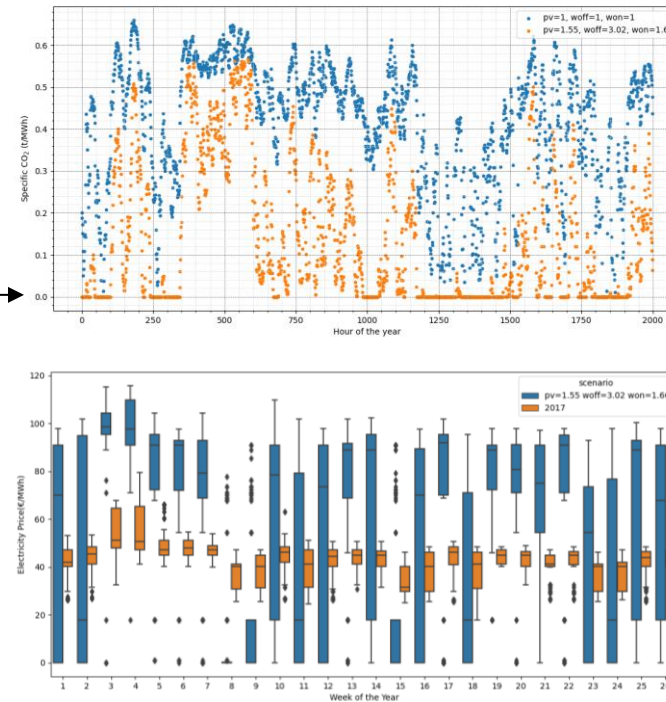 pv=1, woff=1, won=1
pv=1.55, woff=3.02, won=1.6
0.6
0.5
0.4
0.3
0.2
0.1
0.0
Specific CO₂ (t/MWh)
0 250 500 750 1000 1250 1500 1750 2000
Hour of the year
scenario
pv=1.55 woff=3.02 won=1.6
2017
120
100
80
60
40
20
0
Electricity Price(€/MWh)
1 2 3 4 5 6 7 8 9 10 11 12 13 14 15 16 17 18 19 20 21 22 23 24 25
Week of the Year